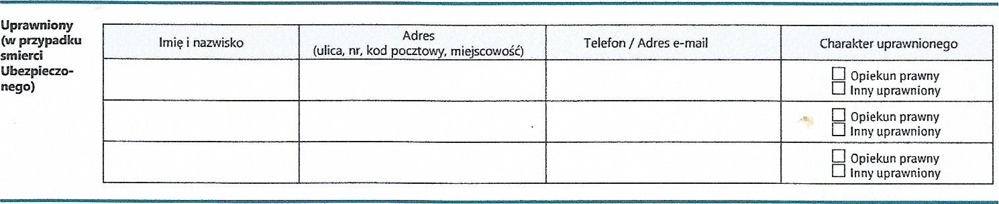 Uprawniony
(w przypadku
smierci
Ubezpieczo-
nego)
Imię i nazwisko
Adres
(ulica, nr, kod pocztowy, miejscowość)
Telefon / Adres e-mail
Charakter uprawnionego
Opiekun prawny
Inny uprawniony
Opiekun prawny
Inny uprawniony
Opiekun prawny
Inny uprawniony